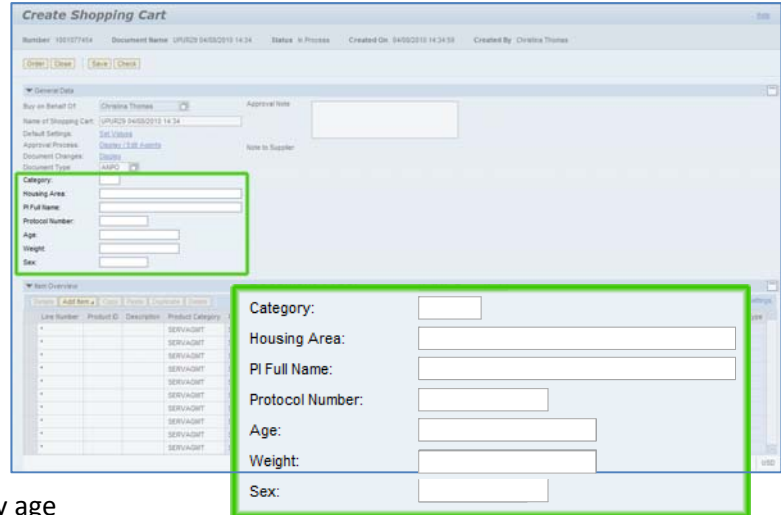 Create Shopping Cart
Help
Number 1001077454 Document Name UPUR29 04/08/2010 14:34 Status In Process Created On 04/08/2010 14:34:59 Created By Christina Thomas
Order Close Save Check
General Data
Buy on Behalf Of: Christina Thomas Approval Note
Name of Shopping Cart: UPUR29 04/08/2010 14:34
Default Settings: Set Values
Approval Process: Display / Edit Agents Note to Supplier
Document Changes: Display
Document Type: ANPO
Category:
Housing Area:
PI Full Name:
Protocol Number:
Age:
Weight:
Sex:
Item Overview
Details Add Item Copy Paste Duplicate Delete
Line Number Product ID Description Product Category
* SERVAGMT
* SERVAGMT
* SERVAGMT
* SERVAGMT
* SERVAGMT
* SERVAGMT
* SERVAGMT
* SERVAGMT
* SERVAGMT
* SERVAGMT
USD
Category:
Housing Area:
PI Full Name:
Protocol Number:
Age:
Weight:
Sex:
y age